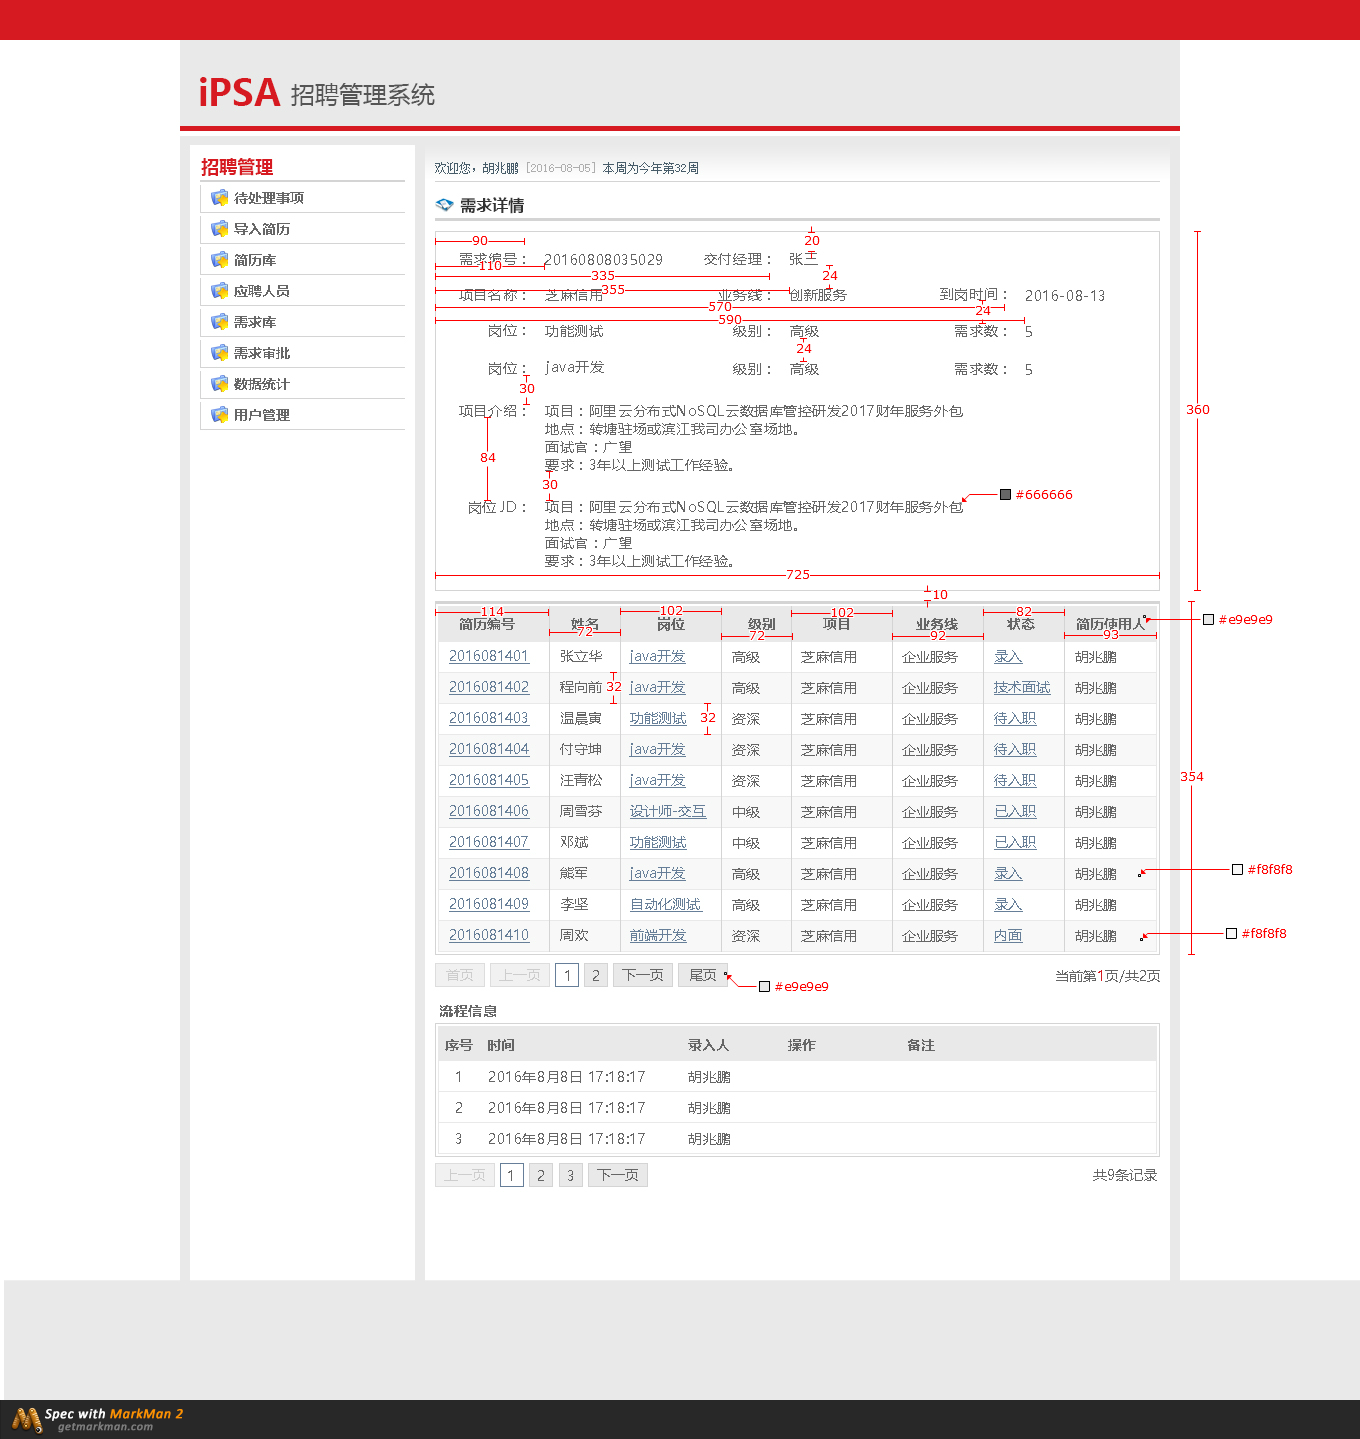 iPSA 招聘管理系统
招聘管理
待处理事项
导入简历
简历库
应聘人员
需求库
需求审批
数据统计
用户管理
欢迎您，胡兆鹏 [2016-08-05] 本周为今年第32周
需求详情
90
20
需求编号： 20160808035029 交付经理： 张三
110
335
24
355
项目名称： 芝麻信用 业务线： 创新服务 到岗时间： 2016-08-13
570
24
590
岗位： 功能测试 级别： 高级 需求数： 5
24
岗位： java开发 级别： 高级 需求数： 5
30
项目介绍： 项目：阿里云分布式NoSQL云数据库管控研发2017财年服务外包
地点：转塘驻场或滨江我司办公室场地。
面试官：广望
要求：3年以上测试工作经验。
84
30
#666666
岗位JD： 项目：阿里云分布式NoSQL云数据库管控研发2017财年服务外包
地点：转塘驻场或滨江我司办公室场地。
面试官：广望
要求：3年以上测试工作经验。
725
360
10
114 72 102 72 102 92 82 93
#e9e9e9
简历编号 姓名 岗位 级别 项目 业务线 状态 简历使用人
2016081401 张立华 java开发 高级 芝麻信用 企业服务 录入 胡兆鹏
2016081402 程向前 32 java开发 高级 芝麻信用 企业服务 技术面试 胡兆鹏
2016081403 温晨寅 功能测试 32 资深 芝麻信用 企业服务 待入职 胡兆鹏
2016081404 付守坤 java开发 资深 芝麻信用 企业服务 待入职 胡兆鹏
2016081405 汪青松 java开发 资深 芝麻信用 企业服务 待入职 胡兆鹏
354
2016081406 周雪芬 设计师-交互 中级 芝麻信用 企业服务 已入职 胡兆鹏
2016081407 邓斌 功能测试 中级 芝麻信用 企业服务 已入职 胡兆鹏
2016081408 熊军 java开发 高级 芝麻信用 企业服务 录入 胡兆鹏
#f8f8f8
2016081409 李坚 自动化测试 高级 芝麻信用 企业服务 录入 胡兆鹏
2016081410 周欢 前端开发 资深 芝麻信用 企业服务 内面 胡兆鹏
#f8f8f8
首页 上一页 1 2 下一页 尾页 当前第1页/共2页
#e9e9e9
流程信息
序号 时间 录入人 操作 备注
1 2016年8月8日 17:18:17 胡兆鹏
2 2016年8月8日 17:18:17 胡兆鹏
3 2016年8月8日 17:18:17 胡兆鹏
上一页 1 2 3 下一页 共9条记录
Spec with MarkMan 2
getmarkman.com